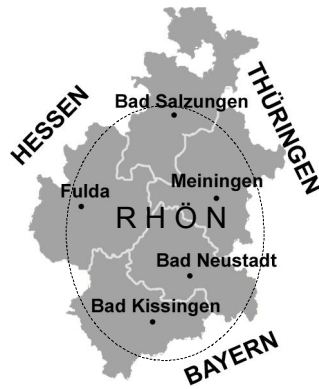 HESSEN
THÜRINGEN
Bad Salzungen
Fulda
Meiningen
RHÖN
Bad Neustadt
Bad Kissingen
BAYERN